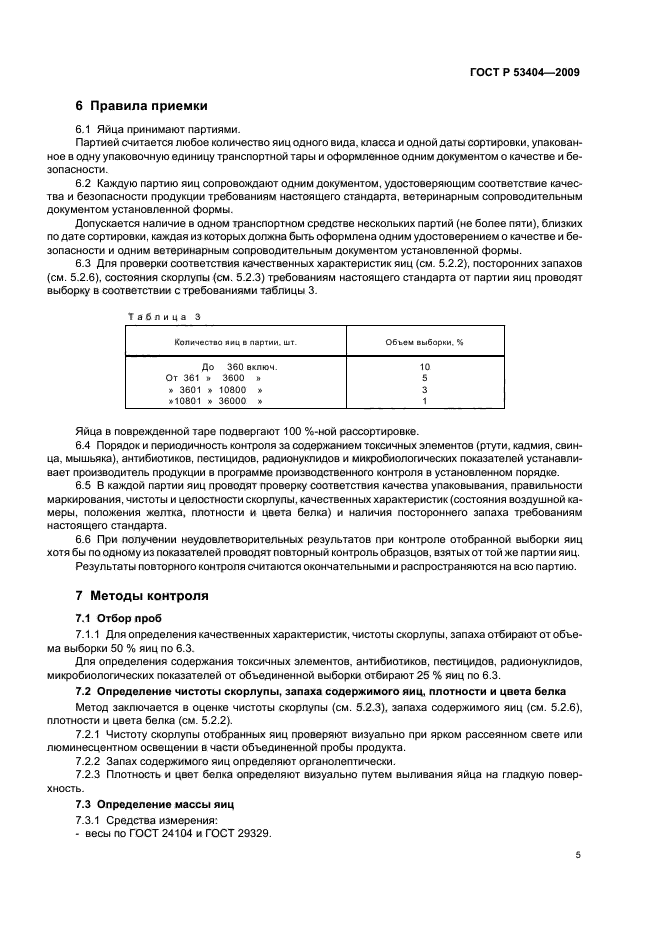 ГОСТ Р 53404—2009
6 Правила приемки
6.1 Яйца принимают партиями.
Партией считается любое количество яиц одного вида, класса и одной даты сортировки, упакован-
ное в одну упаковочную единицу транспортной тары и оформленное одним документом о качестве и бе-
зопасности.
6.2 Каждую партию яиц сопровождают одним документом, удостоверяющим соответствие качес-
тва и безопасности продукции требованиям настоящего стандарта, ветеринарным сопроводительным
документом установленной формы.
Допускается наличие в одном транспортном средстве нескольких партий (не более пяти), близких
по дате сортировки, каждая из которых должна быть оформлена одним удостоверением о качестве и бе-
зопасности и одним ветеринарным сопроводительным документом установленной формы.
6.3 Для проверки соответствия качественных характеристик яиц (см. 5.2.2), посторонних запахов
(см. 5.2.6), состояния скорлупы (см. 5.2.3) требованиям настоящего стандарта от партии яиц проводят
выборку в соответствии с требованиями таблицы 3.
Таблица 3
Количество яиц в партии, шт. Объем выборки, %
До 360 включ. 10
От 361 » 3600 » 5
» 3601 » 10800 » 3
»10801 » 36000 » 1
Яйца в поврежденной таре подвергают 100 %-ной рассортировке.
6.4 Порядок и периодичность контроля за содержанием токсичных элементов (ртути, кадмия, свин-
ца, мышьяка), антибиотиков, пестицидов, радионуклидов и микробиологических показателей устанавли-
вает производитель продукции в программе производственного контроля в установленном порядке.
6.5 В каждой партии яиц проводят проверку соответствия качества упаковывания, правильности
маркирования, чистоты и целостности скорлупы, качественных характеристик (состояния воздушной ка-
меры, положения желтка, плотности и цвета белка) и наличия постороннего запаха требованиям
настоящего стандарта.
6.6 При получении неудовлетворительных результатов при контроле отобранной выборки яиц
хотя бы по одному из показателей проводят повторный контроль образцов, взятых от той же партии яиц.
Результаты повторного контроля считаются окончательными и распространяются на всю партию.
7 Методы контроля
7.1 Отбор проб
7.1.1 Для определения качественных характеристик, чистоты скорлупы, запаха отбирают от объе-
ма выборки 50 % яиц по 6.3.
Для определения содержания токсичных элементов, антибиотиков, пестицидов, радионуклидов,
микробиологических показателей от объединенной выборки отбирают 25 % яиц по 6.3.
7.2 Определение чистоты скорлупы, запаха содержимого яиц, плотности и цвета белка
Метод заключается в оценке чистоты скорлупы (см. 5.2.3), запаха содержимого яиц (см. 5.2.6),
плотности и цвета белка (см. 5.2.2).
7.2.1 Чистоту скорлупы отобранных яиц проверяют визуально при ярком рассеянном свете или
люминесцентном освещении в части объединенной пробы продукта.
7.2.2 Запах содержимого яиц определяют органолептически.
7.2.3 Плотность и цвет белка определяют визуально путем выливания яйца на гладкую повер-
хность.
7.3 Определение массы яиц
7.3.1 Средства измерения:
- весы по ГОСТ 24104 и ГОСТ 29329.
5